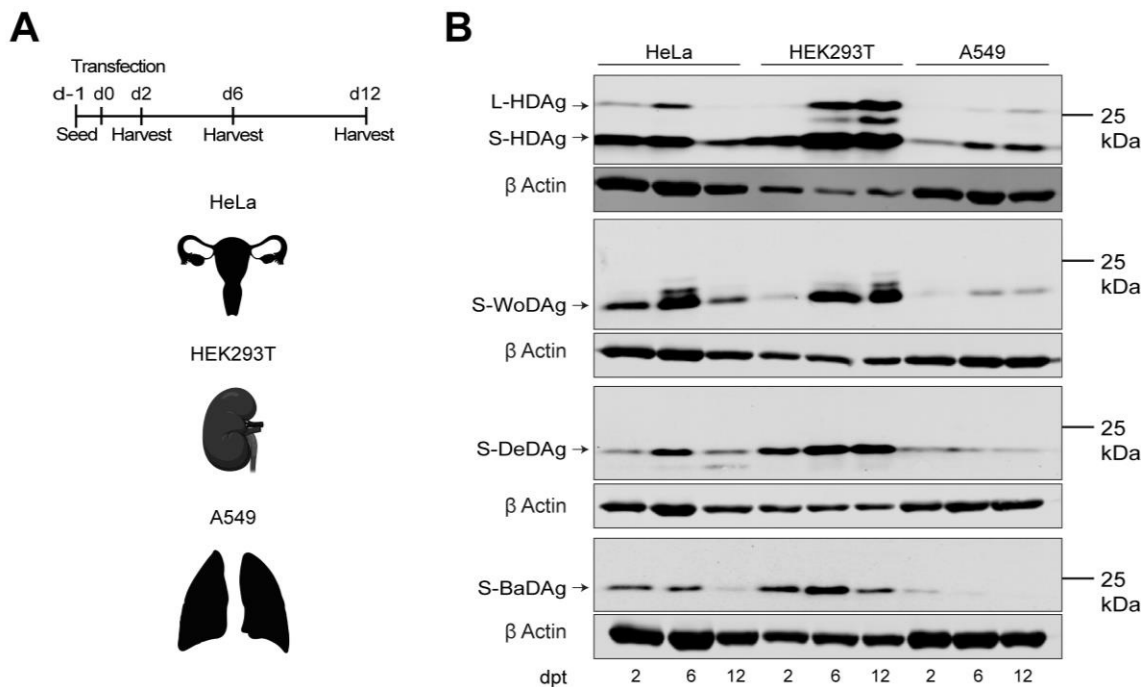 A
Transfection
d-1 d0 d2 d6 d12
Seed Harvest Harvest Harvest
HeLa
HEK293T
A549
B
HeLa HEK293T A549
L-HDAg
25
kDa
S-HDAg
β Actin
25
kDa
S-WoDAg
β Actin
25
kDa
S-DeDAg
β Actin
25
kDa
S-BaDAg
β Actin
dpt 2 6 12 2 6 12 2 6 12